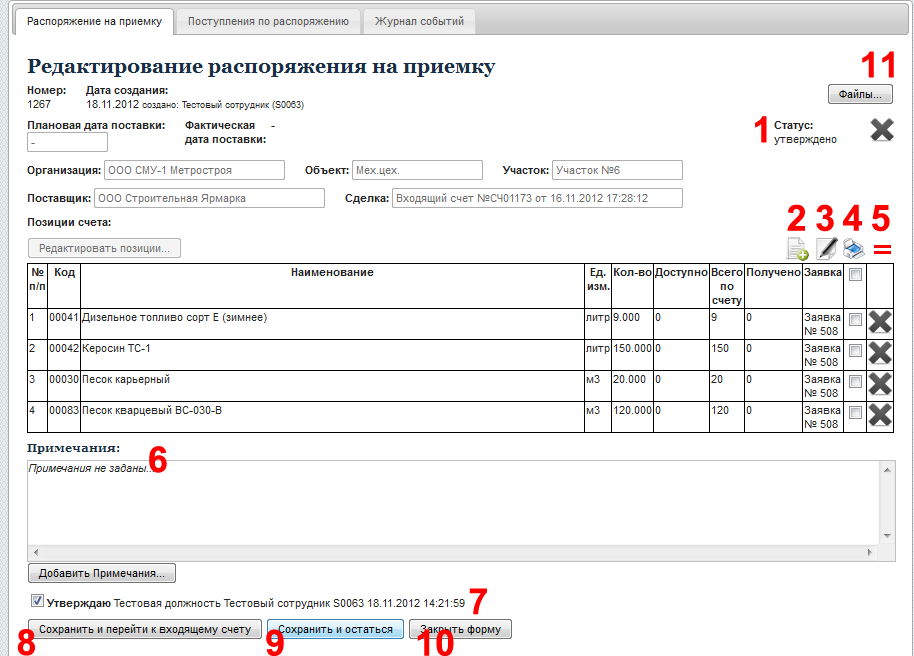 Распоряжение на приемку Поступления по распоряжению Журнал событий
Редактирование распоряжения на приемку
11
Номер: Дата создания:
1267 18.11.2012 создано: Тестовый сотрудник (S0063)
Файлы...
Плановая дата поставки: Фактическая дата поставки: -
-
1 Статус:
утверждено
Организация: ООО СМУ-1 Метростроя Объект: Мех.цех. Участок: Участок №6
Поставщик: ООО Строительная Ярмарка Сделка: Входящий счет №СЧ01173 от 16.11.2012 17:28:12
Позиции счета:
2 3 4 5
Редактировать позиции...
№ п/п Код Наименование Ед. изм. Кол-во Доступно Всего по счету Получено Заявка
1 00041 Дизельное топливо сорт Е (зимнее) литр 9.000 0 9 0 Заявка № 508
2 00042 Керосин ТС-1 литр 150.000 0 150 0 Заявка № 508
3 00030 Песок карьерный м3 20.000 0 20 0 Заявка № 508
4 00083 Песок кварцевый ВС-030-В м3 120.000 0 120 0 Заявка № 508
Примечания:
6
Примечания не заданы...
Добавить Примечания...
Утверждаю Тестовая должность Тестовый сотрудник S0063 18.11.2012 14:21:59 7
Сохранить и перейти к входящему счету Сохранить и остаться Закрыть форму
8 9 10